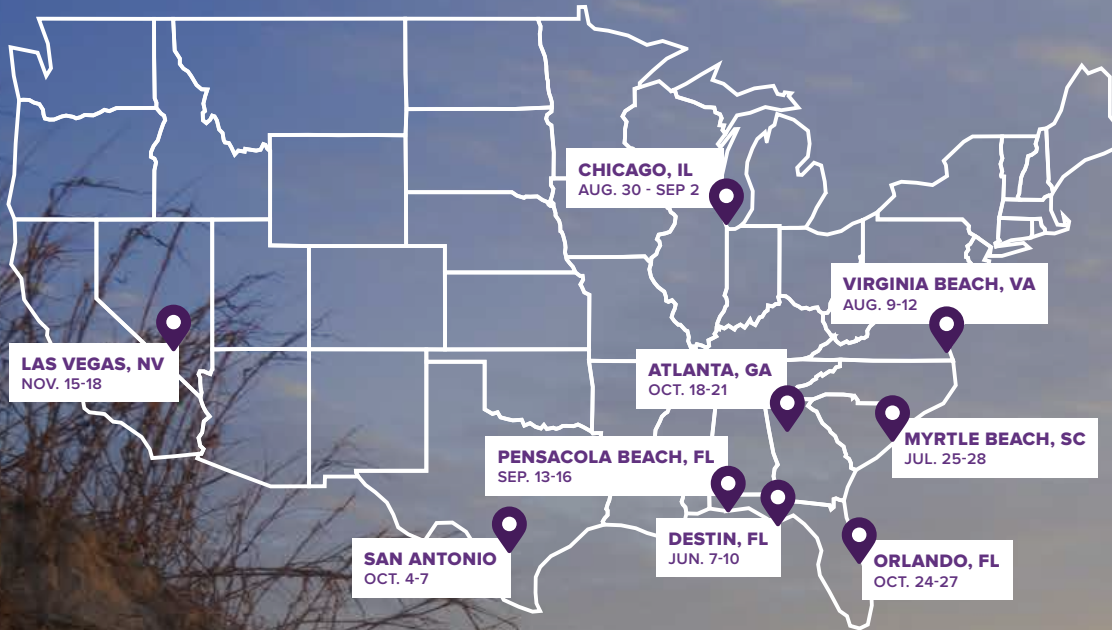 CHICAGO, IL
AUG. 30 - SEP 2
VIRGINIA BEACH, VA
AUG. 9-12
LAS VEGAS, NV
NOV. 15-18
ATLANTA, GA
OCT. 18-21
MYRTLE BEACH, SC
JUL. 25-28
PENSACOLA BEACH, FL
SEP. 13-16
DESTIN, FL
JUN. 7-10
SAN ANTONIO
OCT. 4-7
ORLANDO, FL
OCT. 24-27